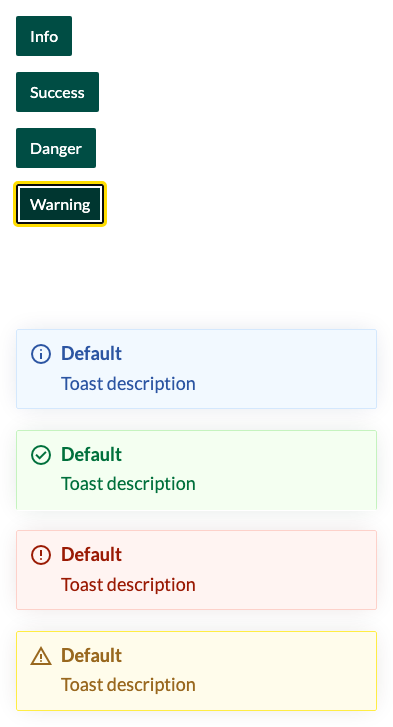 Info
Success
Danger
Warning
Default
Toast description
Default
Toast description
Default
Toast description
Default
Toast description